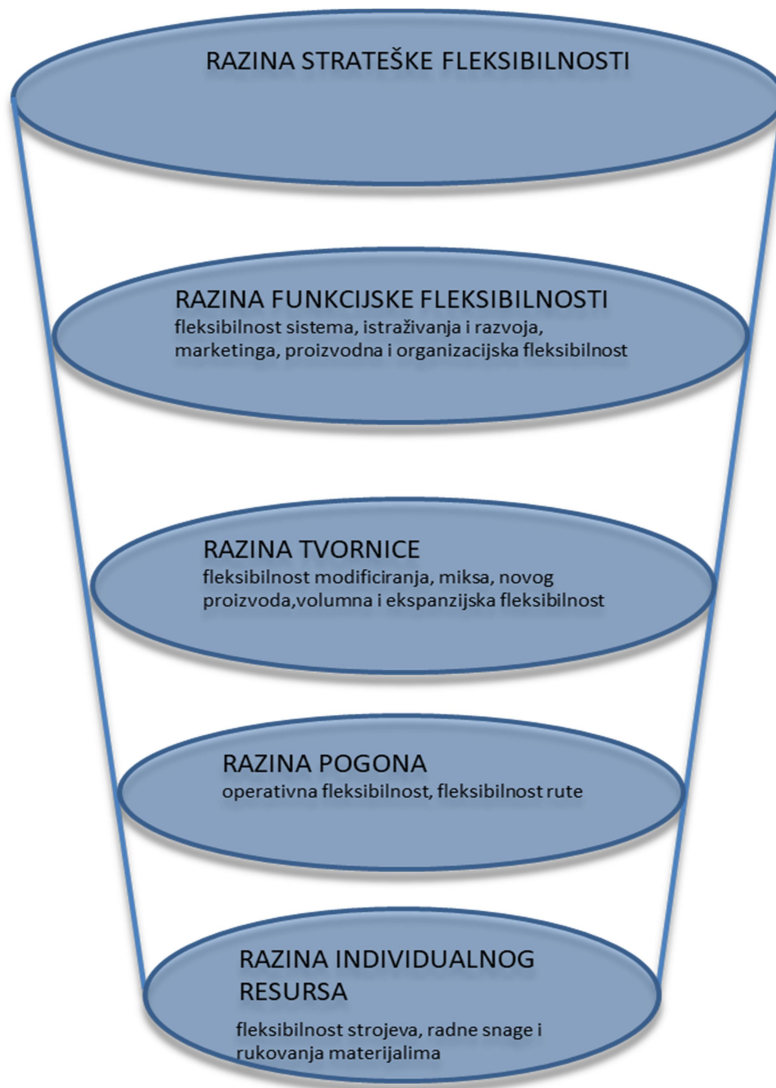 RAZINA STRATEŠKE FLEKSIBILNOSTI
RAZINA FUNKCIJSKE FLEKSIBILNOSTI
fleksibilnost sistema, istraživanja i razvoja,
marketinga, proizvodna i organizacijska fleksibilnost
RAZINA TVORNICE
fleksibilnost modificiranja, miksa, novog
proizvoda,volumna i ekspanzijska fleksibilnost
RAZINA POGONA
operativna fleksibilnost, fleksibilnost rute
RAZINA INDIVIDUALNOG
RESURSA
fleksibilnost strojeva, radne snage i
rukovanja materijalima